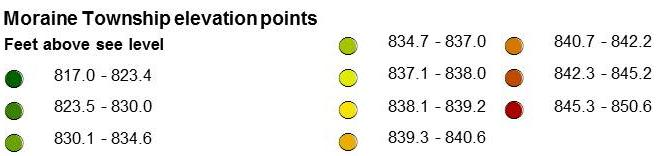 Moraine Township elevation points
Feet above see level
817.0 - 823.4
823.5 - 830.0
830.1 - 834.6
834.7 - 837.0
837.1 - 838.0
838.1 - 839.2
839.3 - 840.6
840.7 - 842.2
842.3 - 845.2
845.3 - 850.6